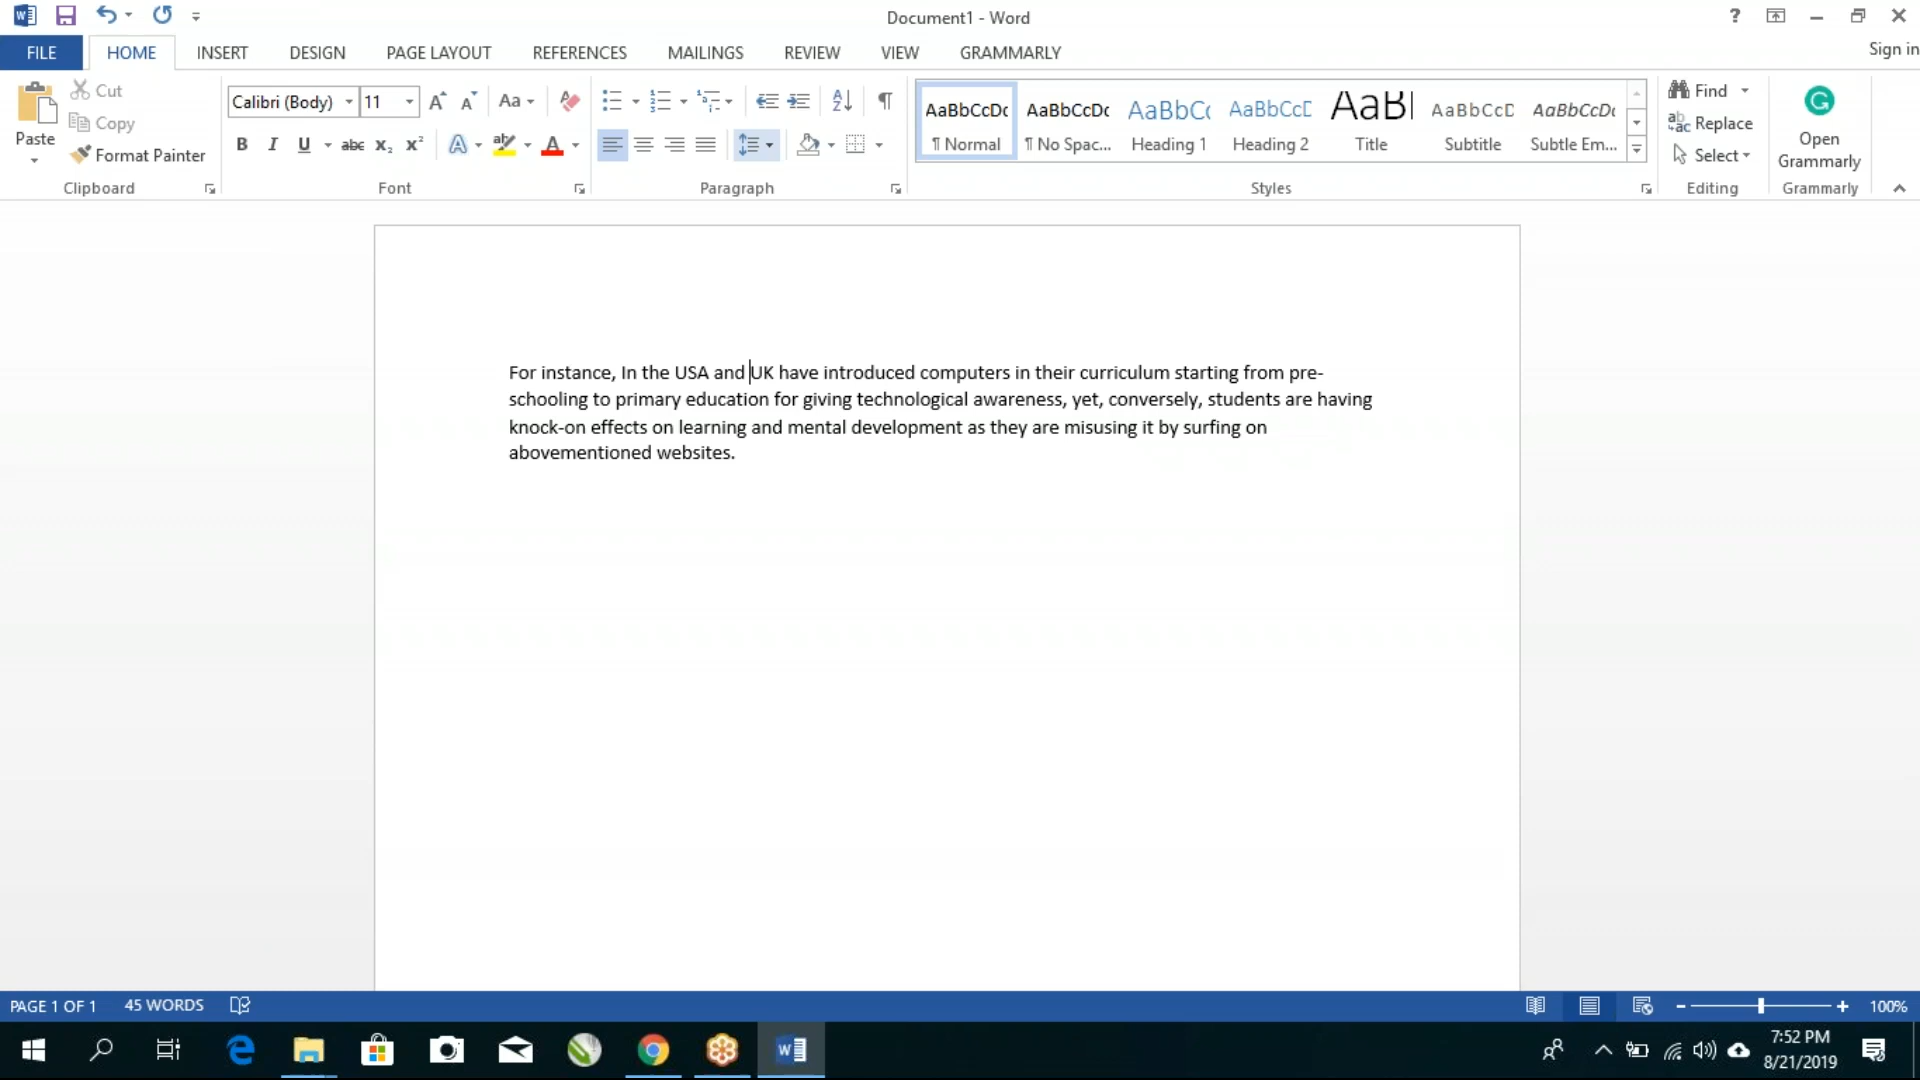 Document1 - Word
?
FILE HOME INSERT DESIGN PAGE LAYOUT REFERENCES MAILINGS REVIEW VIEW GRAMMARLY Sign in
Paste
Cut
Copy
Format Painter
Clipboard
Calibri (Body) 11
Font
Paragraph
AaBbCcDc AaBbCcDc AaBbC AaBbCcD AaB AaBbCcD AaBbCcDc
¶ Normal ¶ No Spac... Heading 1 Heading 2 Title Subtitle Subtle Em...
Styles
Find
Replace
Select
Editing
Open
Grammarly
Grammarly
For instance, In the USA and UK have introduced computers in their curriculum starting from pre-
schooling to primary education for giving technological awareness, yet, conversely, students are having
knock-on effects on learning and mental development as they are misusing it by surfing on
abovementioned websites.
PAGE 1 OF 1 45 WORDS 100%
7:52 PM
8/21/2019